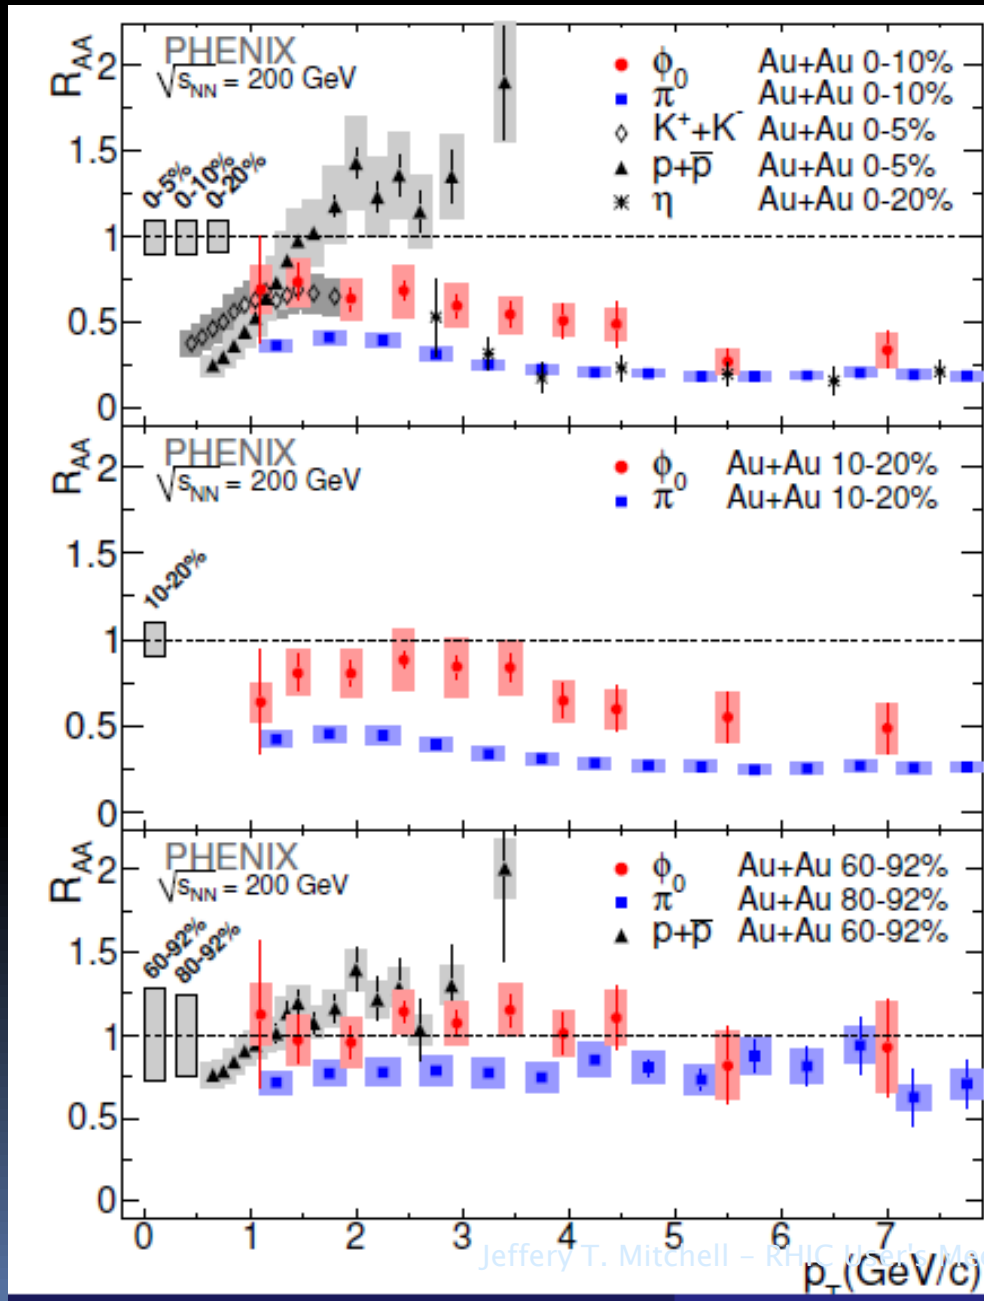 PHENIX
√sNN = 200 GeV
RAA
ϕ Au+Au 0-10%
π0 Au+Au 0-10%
K+ +K- Au+Au 0-5%
p+p̅ Au+Au 0-5%
η Au+Au 0-20%
0-5%
0-10%
0-20%
2
1.5
1
0.5
0
PHENIX
√sNN = 200 GeV
RAA
ϕ Au+Au 10-20%
π0 Au+Au 10-20%
10-20%
2
1.5
1
0.5
0
PHENIX
√sNN = 200 GeV
RAA
ϕ Au+Au 60-92%
π0 Au+Au 80-92%
p+p̅ Au+Au 60-92%
60-92%
80-92%
2
1.5
1
0.5
0
0 1 2 3 4 5 6 7
Jeffery T. Mitchell – RHIC User's
pT(GeV/c)